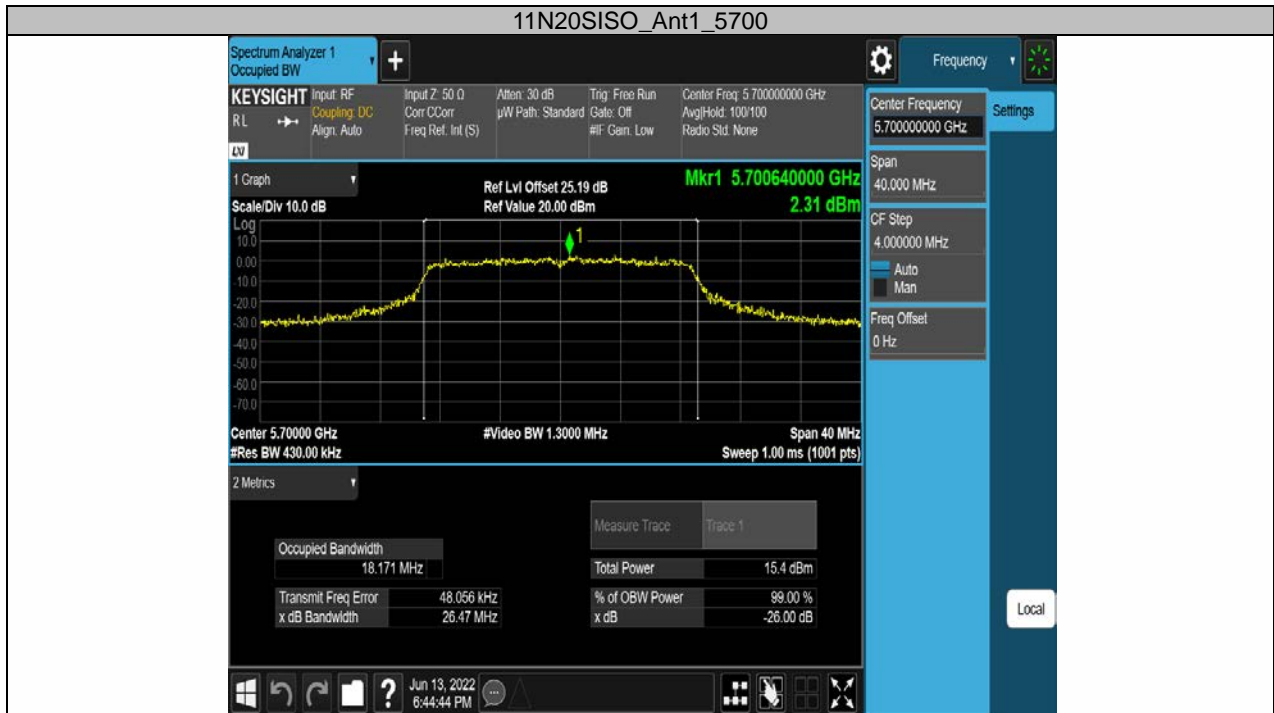 11N20SISO_Ant1_5700
Spectrum Analyzer 1
Occupied BW
Frequency
KEYSIGHT
RL
LXI
Input: RF
Coupling: DC
Align: Auto
Input Z: 50 Ω
Corr CCorr
Freq Ref: Int (S)
Atten: 30 dB
µW Path: Standard
Trig: Free Run
Gate: Off
#IF Gain: Low
Center Freq: 5.700000000 GHz
Avg|Hold: 100/100
Radio Std: None
Center Frequency
5.700000000 GHz
Settings
Span
40.000 MHz
CF Step
4.000000 MHz
Auto
Man
Freq Offset
0 Hz
Local
1 Graph
Scale/Div 10.0 dB
Ref Lvl Offset 25.19 dB
Ref Value 20.00 dBm
Mkr1 5.700640000 GHz
2.31 dBm
Log
10.0
0.00
-10.0
-20.0
-30.0
-40.0
-50.0
-60.0
-70.0
1
Center 5.70000 GHz
#Res BW 430.00 kHz
#Video BW 1.3000 MHz
Span 40 MHz
Sweep 1.00 ms (1001 pts)
2 Metrics
Measure Trace Trace 1
Occupied Bandwidth
18.171 MHz
Total Power 15.4 dBm
Transmit Freq Error 48.056 kHz
% of OBW Power 99.00 %
x dB Bandwidth 26.47 MHz
x dB -26.00 dB
?
Jun 13, 2022
6:44:44 PM